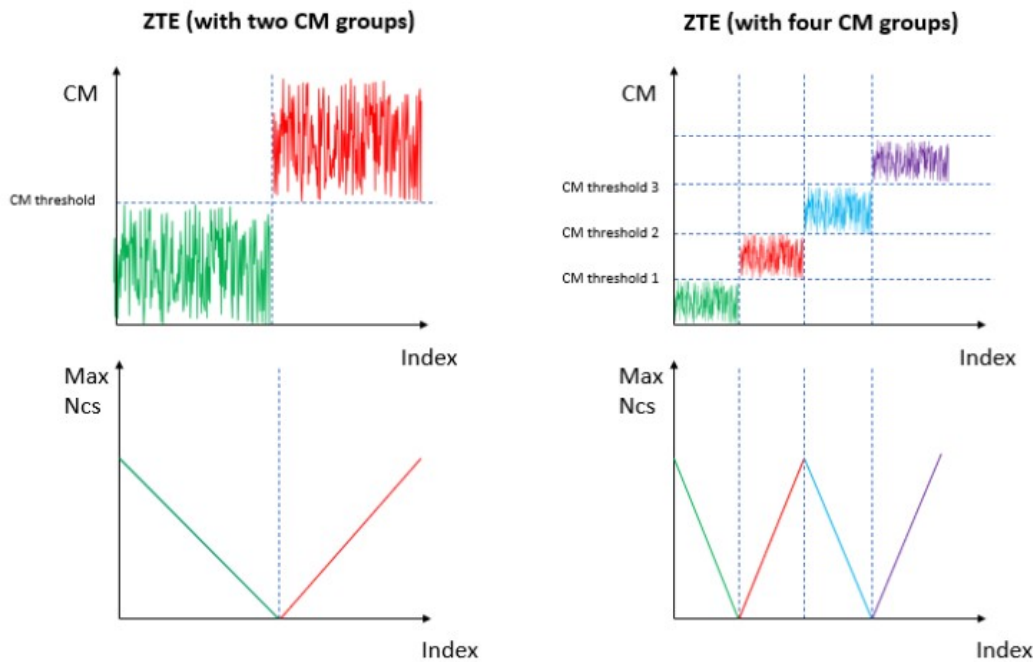 ZTE (with two CM groups)
CM
CM threshold
Index
Max
Ncs
Index
ZTE (with four CM groups)
CM
CM threshold 3
CM threshold 2
CM threshold 1
Index
Max
Ncs
Index